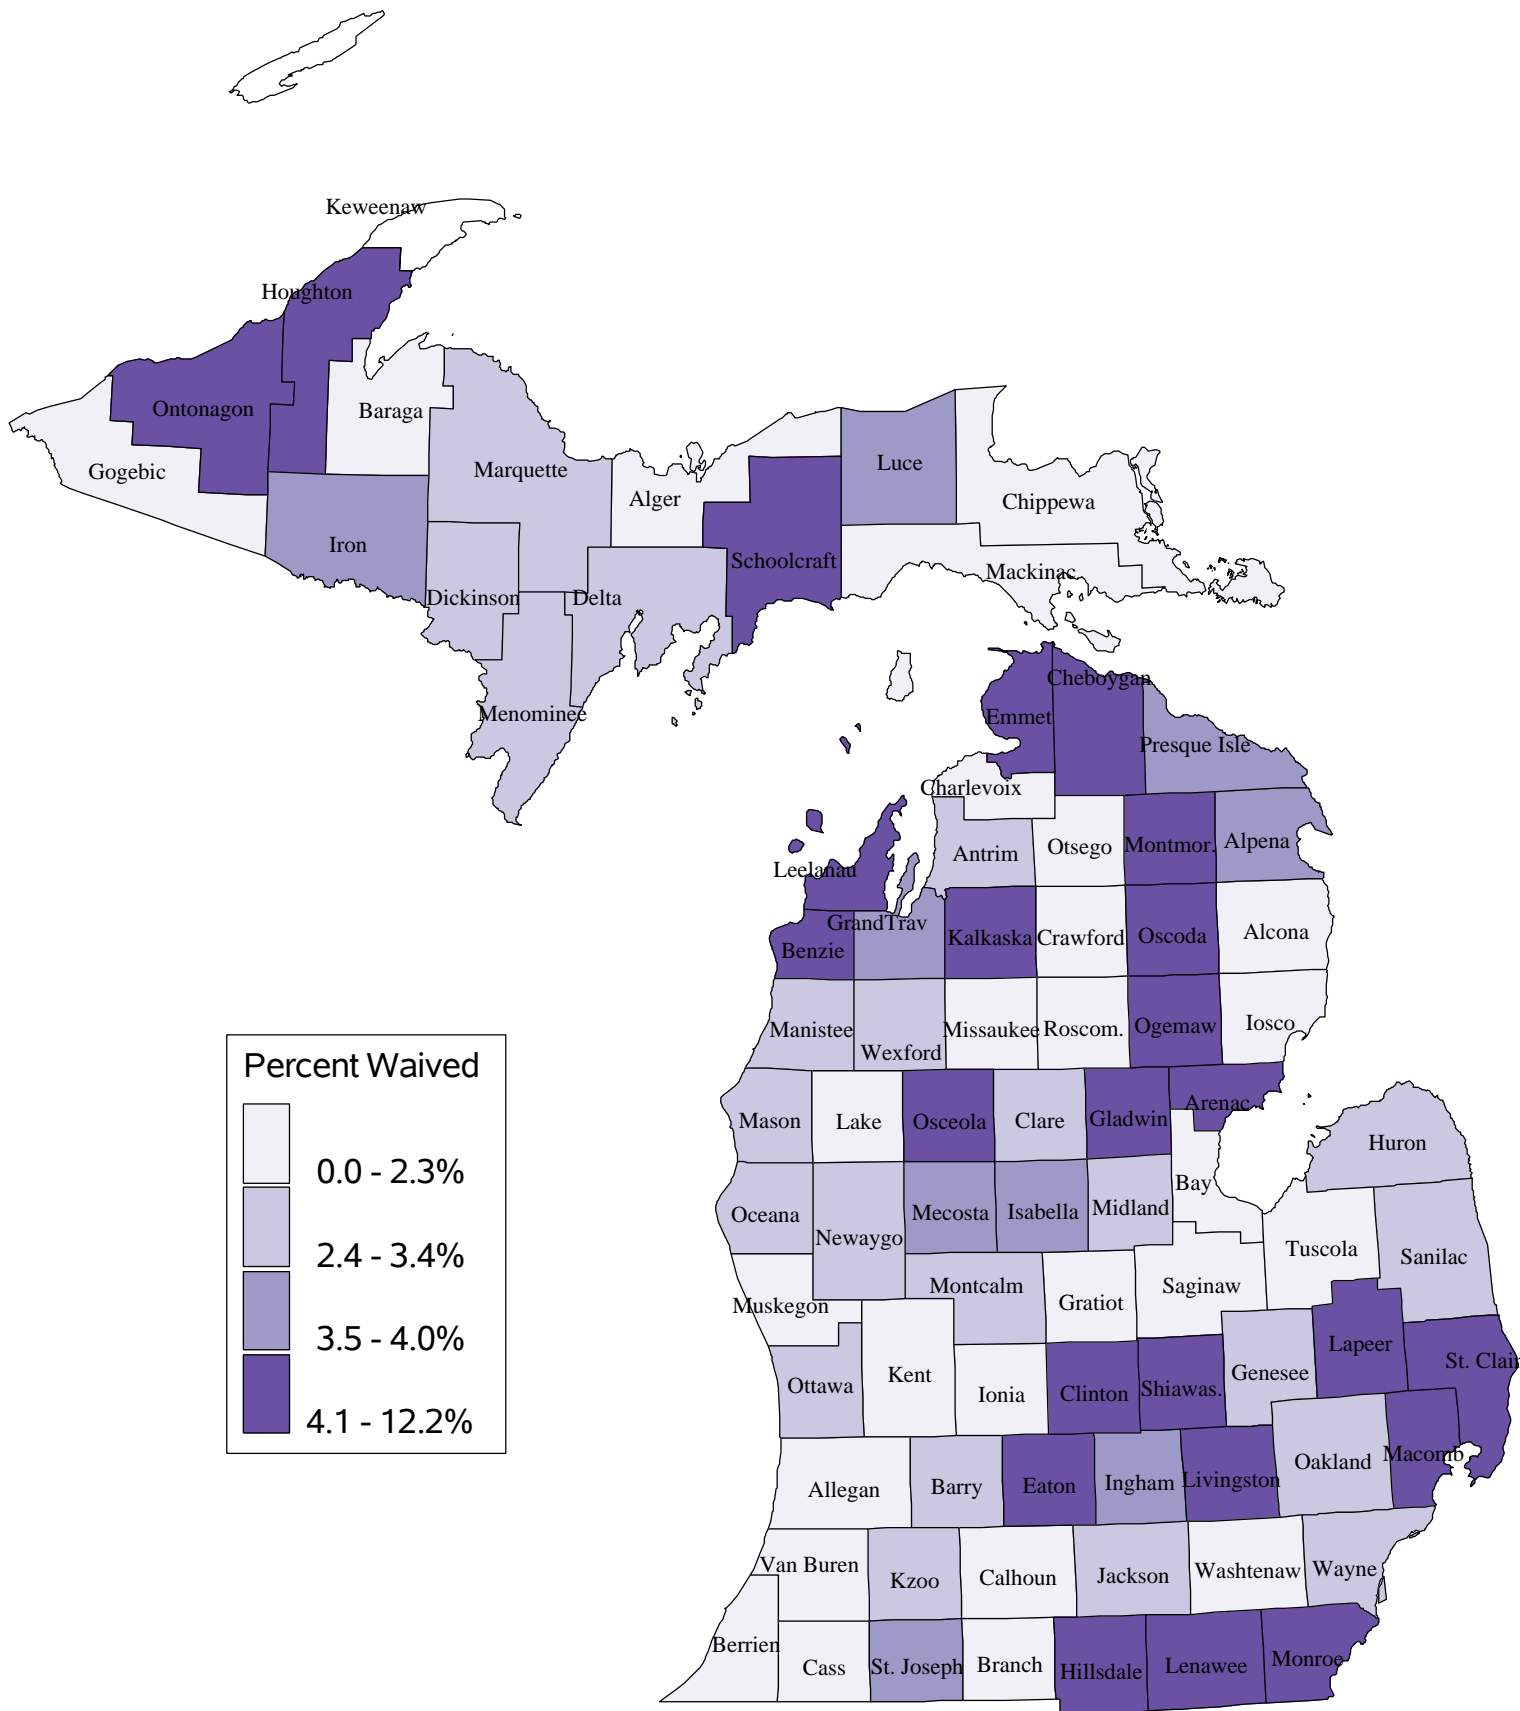 Keweenaw
Houghton
Ontonagon
Baraga
Gogebic
Marquette
Luce
Alger
Chippewa
Iron
Schoolcraft
Mackinac
Dickinson
Delta
Menominee
Cheboygan
Emmet
Presque Isle
Charlevoix
Antrim
Otsego
Montmor.
Alpena
Leelanau
GrandTrav
Benzie
Kalkaska
Crawford
Oscoda
Alcona
Manistee
Wexford
Missaukee
Roscom.
Ogemaw
Iosco
Percent Waived
0.0 - 2.3%
2.4 - 3.4%
3.5 - 4.0%
4.1 - 12.2%
Mason
Lake
Osceola
Clare
Gladwin
Arenac
Huron
Oceana
Newaygo
Mecosta
Isabella
Midland
Bay
Tuscola
Sanilac
Muskegon
Montcalm
Gratiot
Saginaw
Lapeer
St. Clair
Ottawa
Kent
Ionia
Clinton
Shiawas.
Genesee
Allegan
Barry
Eaton
Ingham
Livingston
Oakland
Macomb
Van Buren
Kzoo
Calhoun
Jackson
Washtenaw
Wayne
Berrien
Cass
St. Joseph
Branch
Hillsdale
Lenawee
Monroe